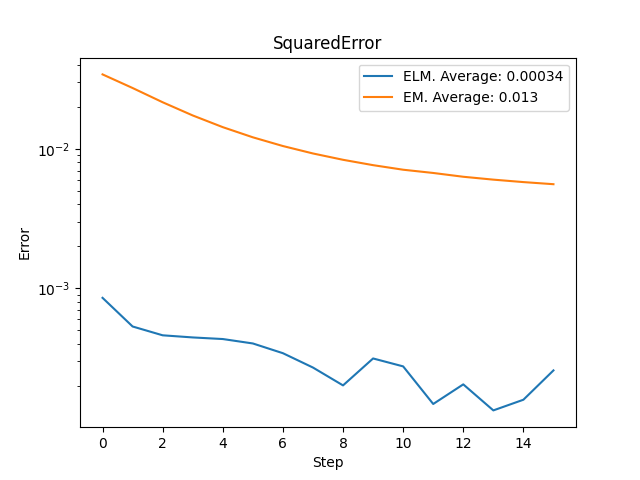 SquaredError
ELM. Average: 0.00034
EM. Average: 0.013
10⁻²
10⁻³
Error
0 2 4 6 8 10 12 14
Step